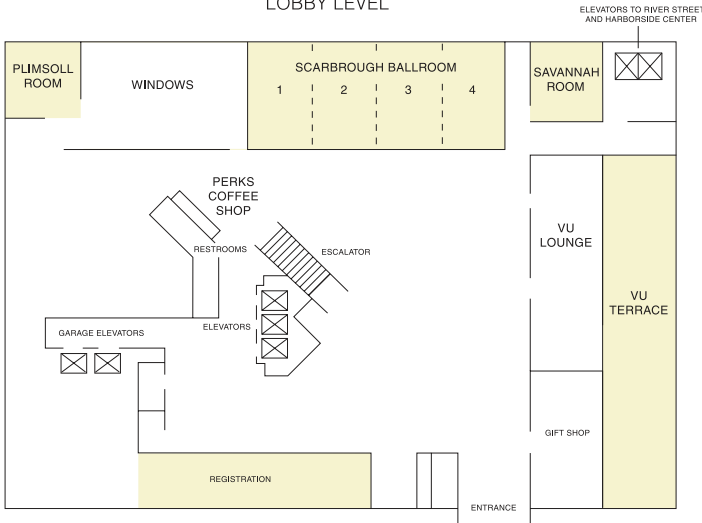 LOBBY LEVEL
ELEVATORS TO RIVER STREET
AND HARBORSIDE CENTER
PLIMSOLL
ROOM
WINDOWS
SCARBROUGH BALLROOM
1 2 3 4
SAVANNAH
ROOM
PERKS
COFFEE
SHOP
RESTROOMS
ESCALATOR
VU
LOUNGE
VU
TERRACE
GARAGE ELEVATORS
ELEVATORS
GIFT SHOP
REGISTRATION
ENTRANCE